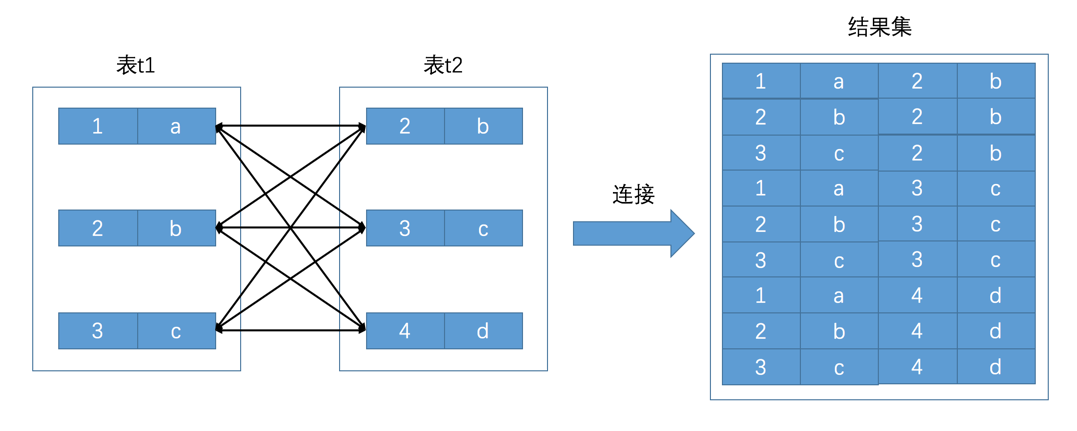 结果集
表t1
表t2
1 a 2 b
1 a 2 b
2 b 2 b
3 c 2 b
连接
1 a 3 c
2 b 3 c
2 b 3 c
3 c 3 c
1 a 4 d
3 c 4 d
2 b 4 d
3 c 4 d